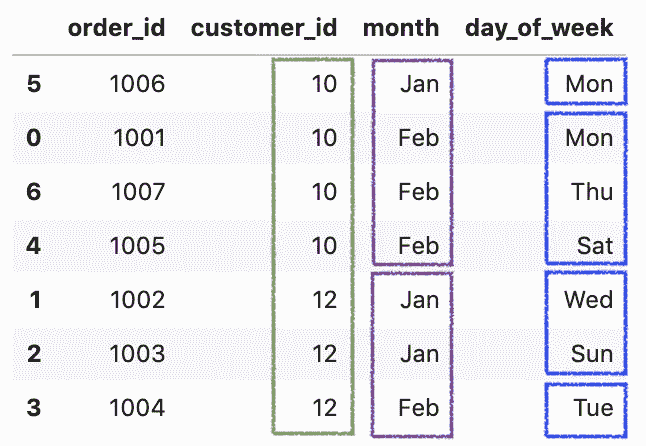 order_id customer_id month day_of_week
5 1006 10 Jan Mon
0 1001 10 Feb Mon
6 1007 10 Feb Thu
4 1005 10 Feb Sat
1 1002 12 Jan Wed
2 1003 12 Jan Sun
3 1004 12 Feb Tue